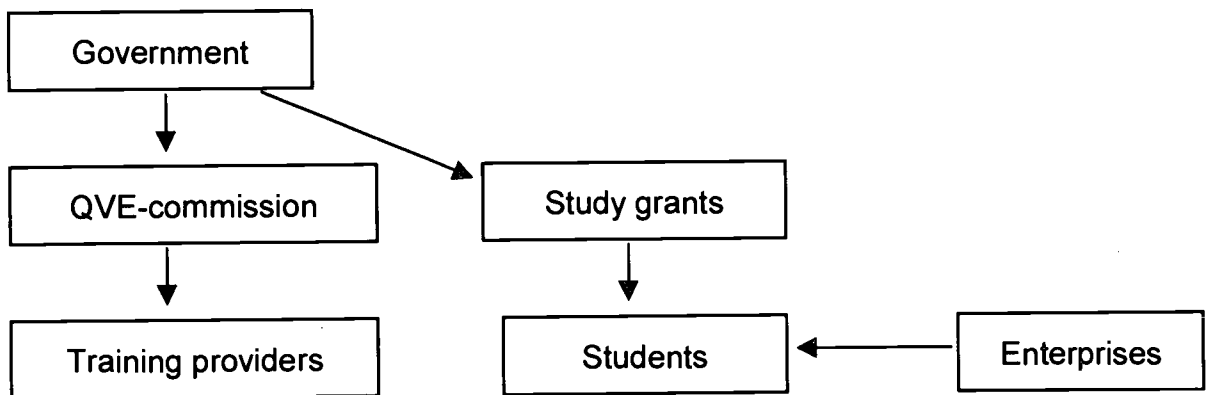 Government
QVE-commission
Study grants
Training providers
Students
Enterprises